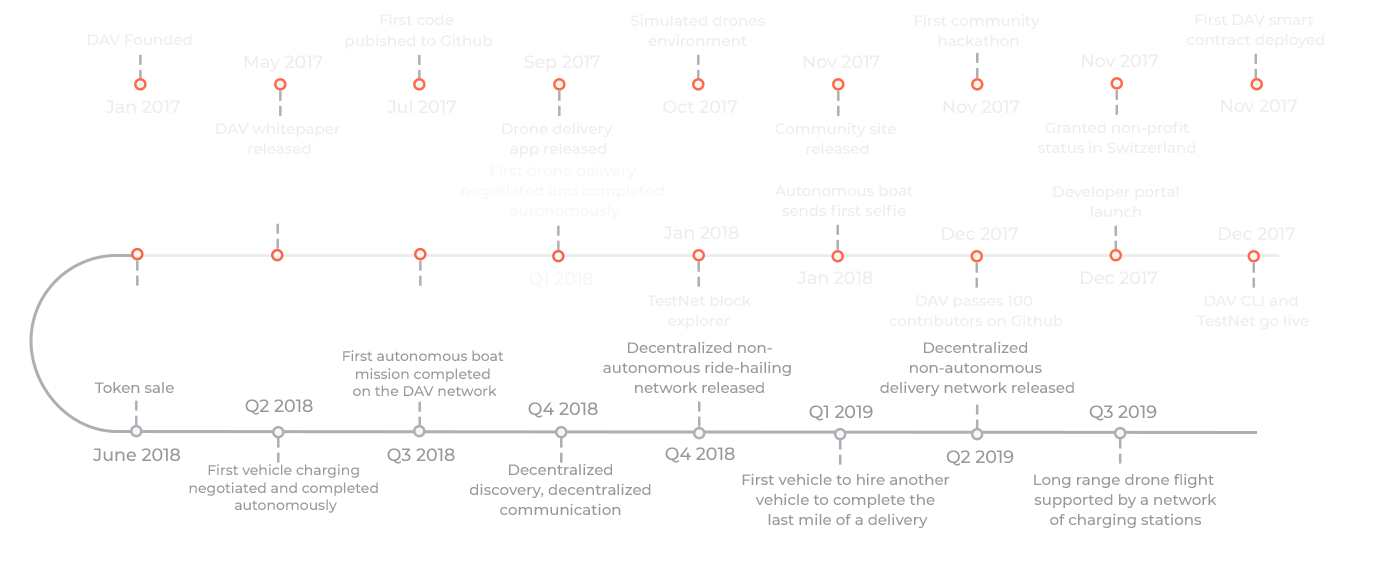 DAV Founded
Jan 2017
May 2017
DAV whitepaper
released
First code
pubished to Github
Jul 2017
Sep 2017
Drone delivery
app released
Simulated drones
environment
Oct 2017
Nov 2017
Community site
released
First community
hackathon
Nov 2017
Nov 2017
Granted non-profit
status in Switzerland
First DAV smart
contract deployed
Nov 2017
Dec 2017
DAV CLI and
TestNet go live
Developer portal
launch
Dec 2017
Dec 2017
DAV passes 100
contributors on Github
Autonomous boat
sends first selfie
Jan 2018
Jan 2018
TestNet block
explorer
First drone delivery
negotiated and completed
autonomously
Q1 2018
Token sale
June 2018
Q2 2018
First vehicle charging
negotiated and completed
autonomously
First autonomous boat
mission completed
on the DAV network
Q3 2018
Q4 2018
Decentralized
discovery, decentralized
communication
Decentralized non-
autonomous ride-hailing
network released
Q4 2018
Q1 2019
First vehicle to hire another
vehicle to complete the
last mile of a delivery
Decentralized
non-autonomous
delivery network released
Q2 2019
Q3 2019
Long range drone flight
supported by a network
of charging stations